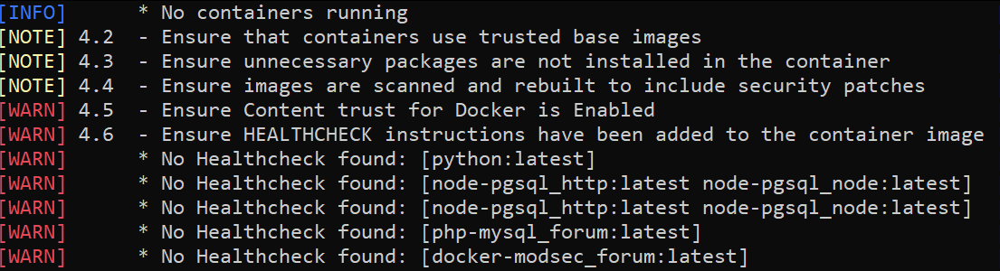 [INFO]      * No containers running
[NOTE] 4.2  - Ensure that containers use trusted base images
[NOTE] 4.3  - Ensure unnecessary packages are not installed in the container
[NOTE] 4.4  - Ensure images are scanned and rebuilt to include security patches
[WARN] 4.5  - Ensure Content trust for Docker is Enabled
[WARN] 4.6  - Ensure HEALTHCHECK instructions have been added to the container image
[WARN]      * No Healthcheck found: [python:latest]
[WARN]      * No Healthcheck found: [node-pgsql_http:latest node-pgsql_node:latest]
[WARN]      * No Healthcheck found: [node-pgsql_http:latest node-pgsql_node:latest]
[WARN]      * No Healthcheck found: [php-mysql_forum:latest]
[WARN]      * No Healthcheck found: [docker-modsec_forum:latest]